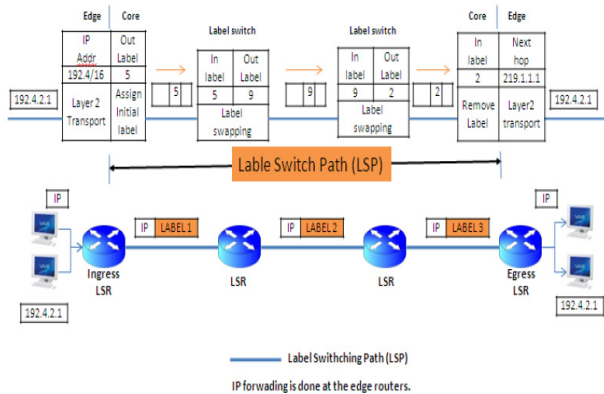 Edge Core
Label switch
Label switch
Core Edge
IP Addr
Out Label
192.4/16
5
Layer 2 Transport
Assign Initial label
In label
Out Label
5
9
Label swapping
In label
Out Label
9
2
Label swapping
In label
Next hop
2
219.1.1.1
Remove Label
Layer2 transport
192.4.2.1
5
9
2
192.4.2.1
Lable Switch Path (LSP)
IP
IP LABEL 1
IP LABEL 2
IP LABEL 3
IP
Ingress LSR
LSR
LSR
Egress LSR
192.4.2.1
192.4.2.1
Label Swithching Path (LSP)
IP forwading is done at the edge routers.